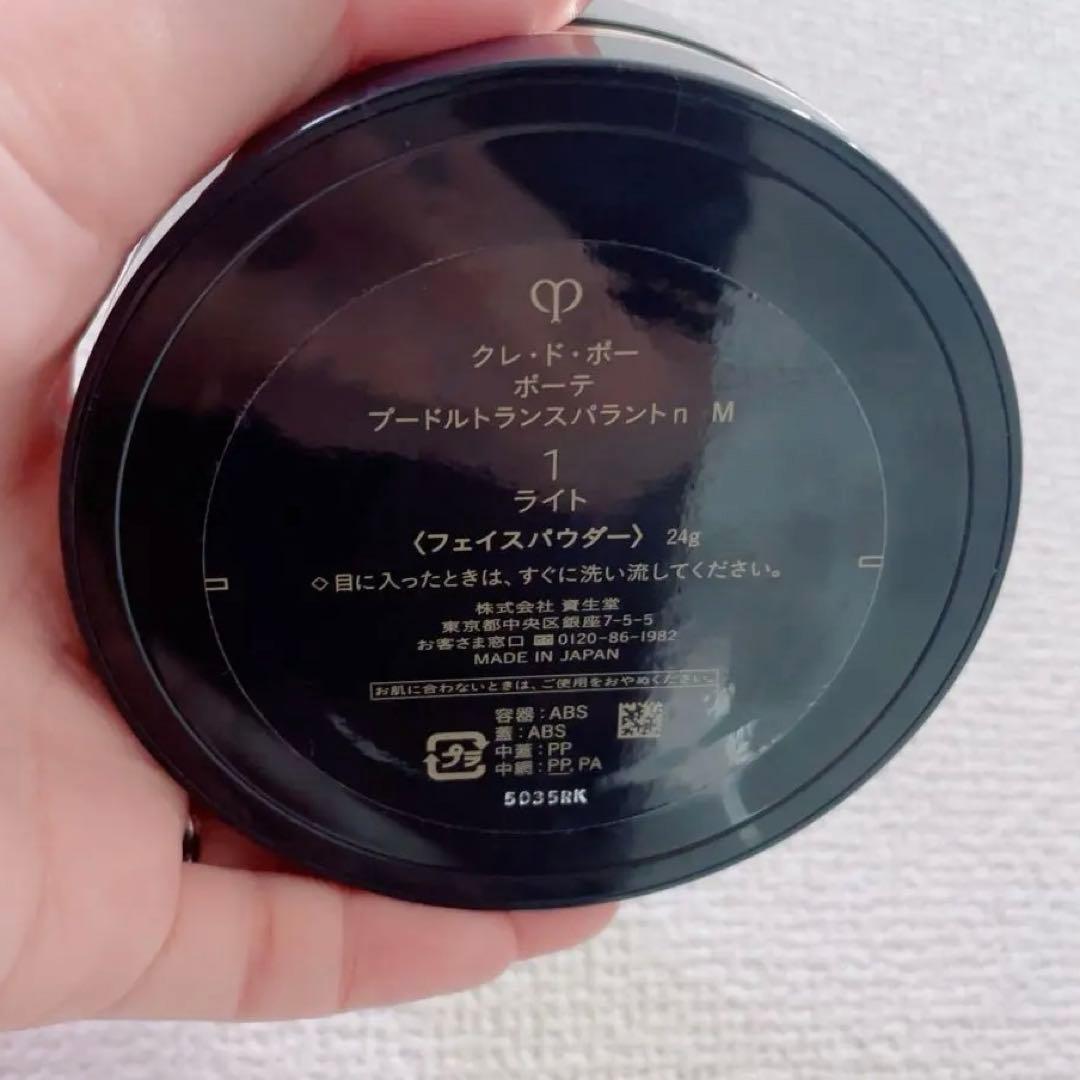 クレ・ド・ポー
ボーテ
プードルトランスパラントn M
1
ライト
〈フェイスパウダー〉 24g
◇目に入ったときは、すぐに洗い流してください。
株式会社 資生堂
東京都中央区銀座7-5-5
お客さま窓口 0120-86-1982
MADE IN JAPAN
お肌に合わないときは、ご使用をおやめください。
容器:ABS
蓋:ABS
プラ
中蓋:PP
中網:PP, PA
5035RK